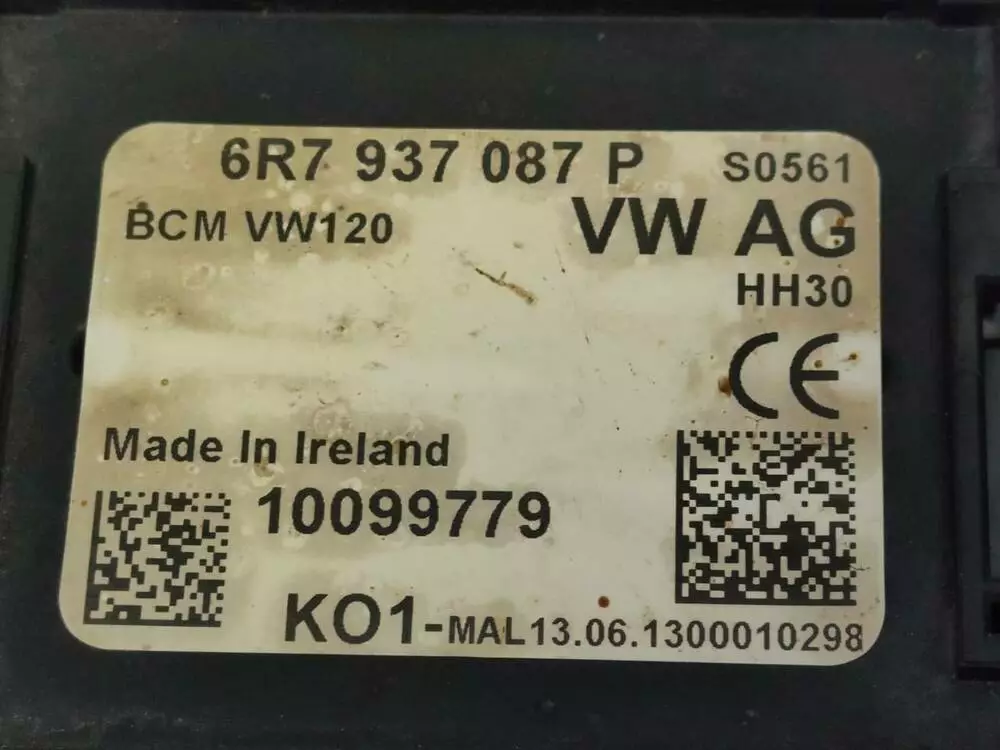 6R7 937 087 P S0561
BCM VW120 VW AG
HH30
CE
Made In Ireland
10099779
KO1-MAL13.06.1300010298